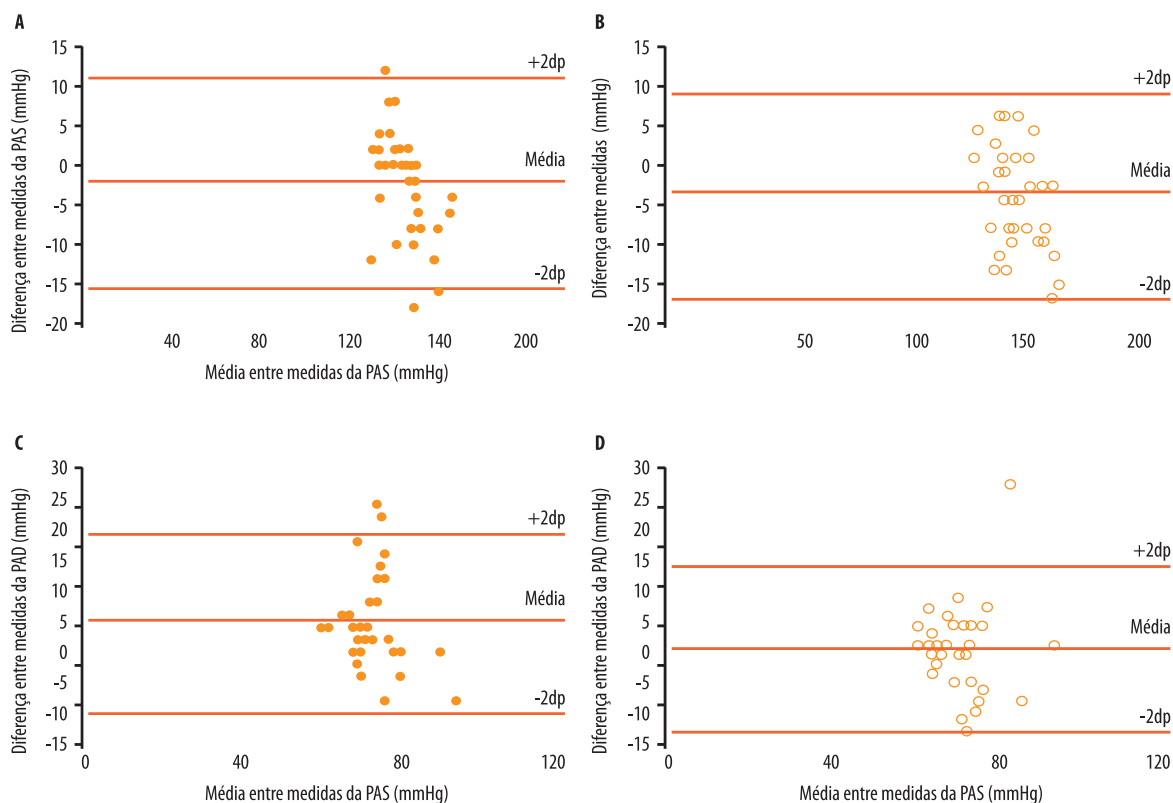 A
Diferença entre medidas da PAS (mmHg)
15
10
5
0
-5
-10
-15
-20
+2dp
Média
-2dp
40 80 120 140 200
Média entre medidas da PAS (mmHg)
B
Diferença entre medidas (mmHg)
15
10
5
0
-5
-10
-15
-20
+2dp
Média
-2dp
50 100 150 200
C
Diferença entre medidas da PAD (mmHg)
30
25
20
15
10
5
0
-5
-10
-15
+2dp
Média
-2dp
0 40 80 120
Média entre medidas da PAS (mmHg)
D
Diferença entre medidas da PAD (mmHg)
30
25
20
15
10
5
0
-5
-10
-15
+2dp
Média
-2dp
0 40 80 120
Média entre medidas da PAS (mmHg)